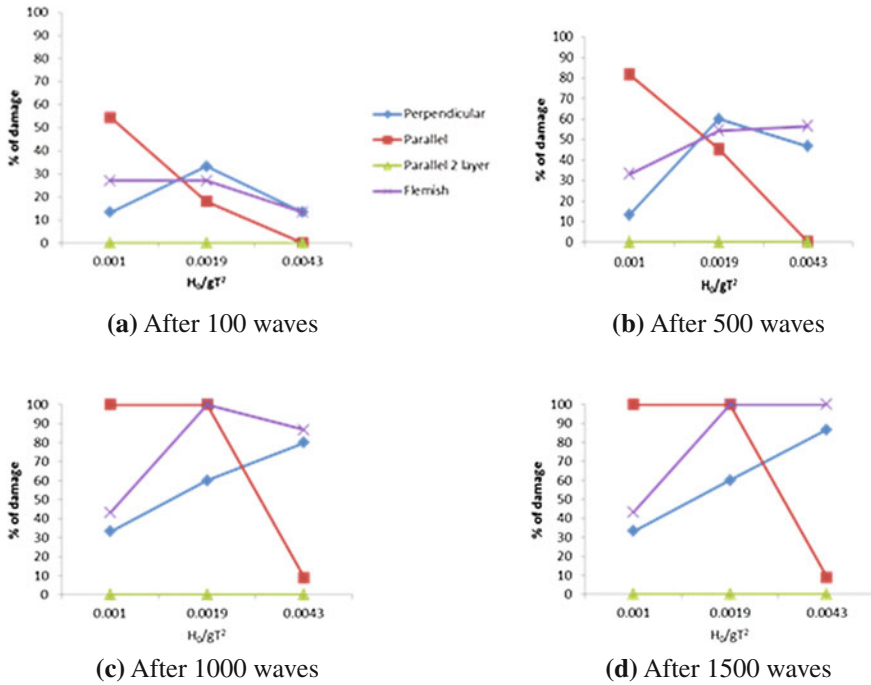 100
90
80
70
60
50
40
30
20
10
0
% of damage
0.001 0.0019 0.0043
H₀/gT²
Perpendicular
Parallel
Parallel 2 layer
Flemish
(a) After 100 waves
100
90
80
70
60
50
40
30
20
10
0
% of damage
0.001 0.0019 0.0043
H₀/gT²
(b) After 500 waves
100
90
80
70
60
50
40
30
20
10
0
% of damage
0.001 0.0019 0.0043
H₀/gT²
(c) After 1000 waves
100
90
80
70
60
50
40
30
20
10
0
% of damage
0.001 0.0019 0.0043
H₀/gT²
(d) After 1500 waves